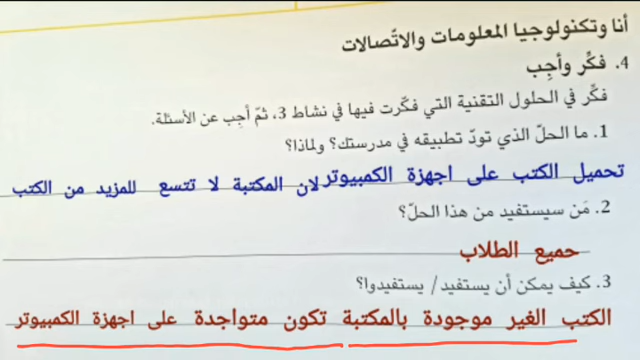 أنا وتكنولوجيا المعلومات والاتّصالات
4. فكِّر وأجِب
فكِّر في الحلول التقنية التي فكّرت فيها في نشاط 3، ثمّ أجِب عن الأسئلة.
1. ما الحلّ الذي تودّ تطبيقه في مدرستك؟ ولماذا؟
تحميل الكتب على اجهزة الكمبيوتر لان المكتبة لا تتسع للمزيد من الكتب
2. مَن سيستفيد من هذا الحلّ؟
حميع الطلاب
3. كيف يمكن أن يستفيد/ يستفيدوا؟
الكتب الغير موجودة بالمكتبة تكون متواجدة على اجهزة الكمبيوتر